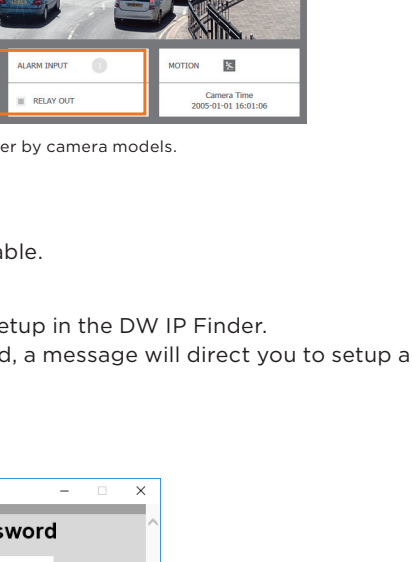 ALARM INPUT 1
MOTION
RELAY OUT
Camera Time
2005-01-01 16:01:06
er by camera models.
able.
etup in the DW IP Finder.
d, a message will direct you to setup a
sword